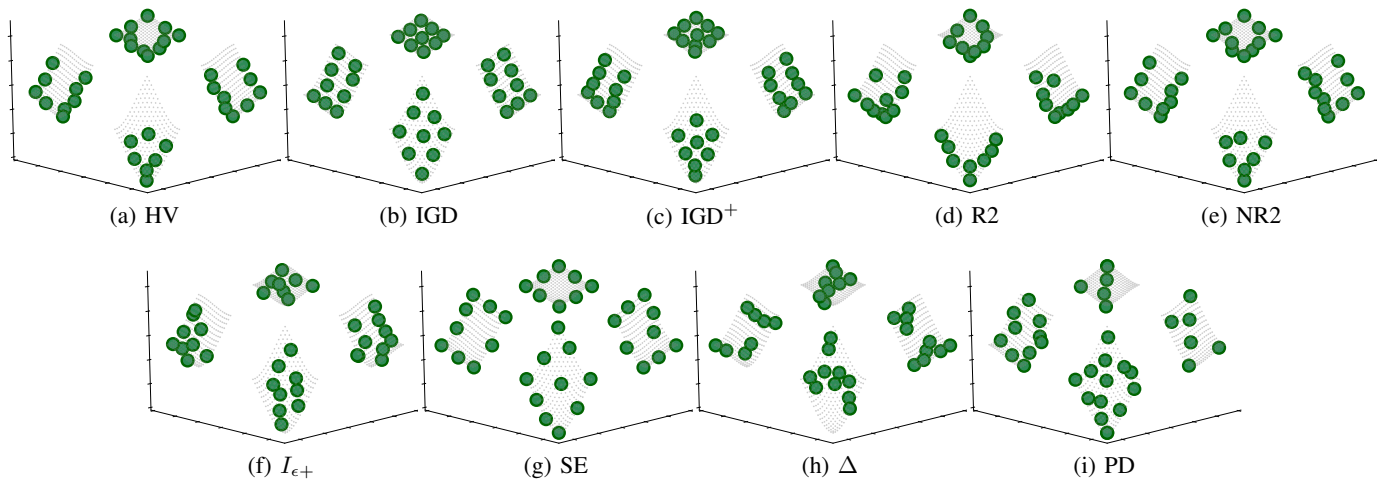 (a) HV (b) IGD (c) IGD⁺ (d) R2 (e) NR2
(f) I_{ϵ+} (g) SE (h) Δ (i) PD